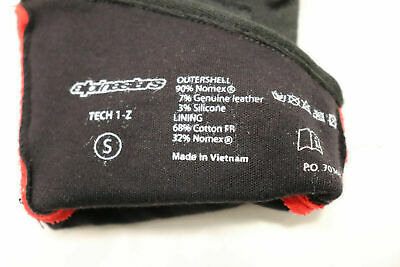 alpinestars
TECH 1-Z
S
OUTERSHELL
90% Nomex®
7% Genuine leather
3% Silicone
LINING
68% Cotton FR
32% Nomex®
Made in Vietnam
P.O.